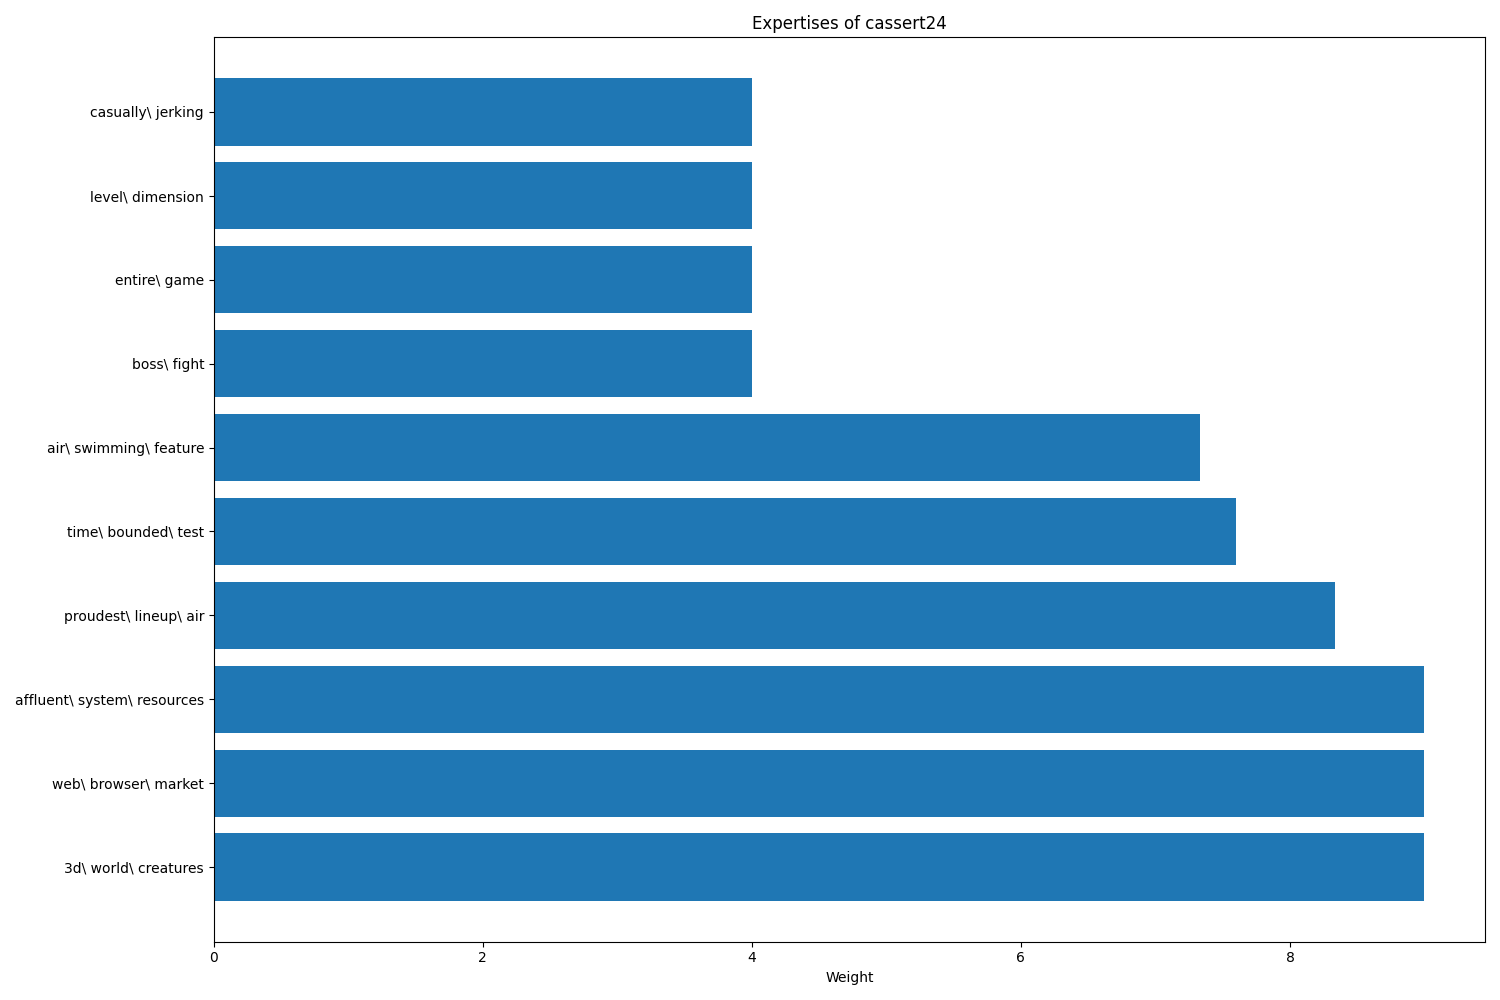 Expertises of cassert24
casually\ jerking
level\ dimension
entire\ game
boss\ fight
air\ swimming\ feature
time\ bounded\ test
proudest\ lineup\ air
affluent\ system\ resources
web\ browser\ market
3d\ world\ creatures
0 2 4 6 8
Weight